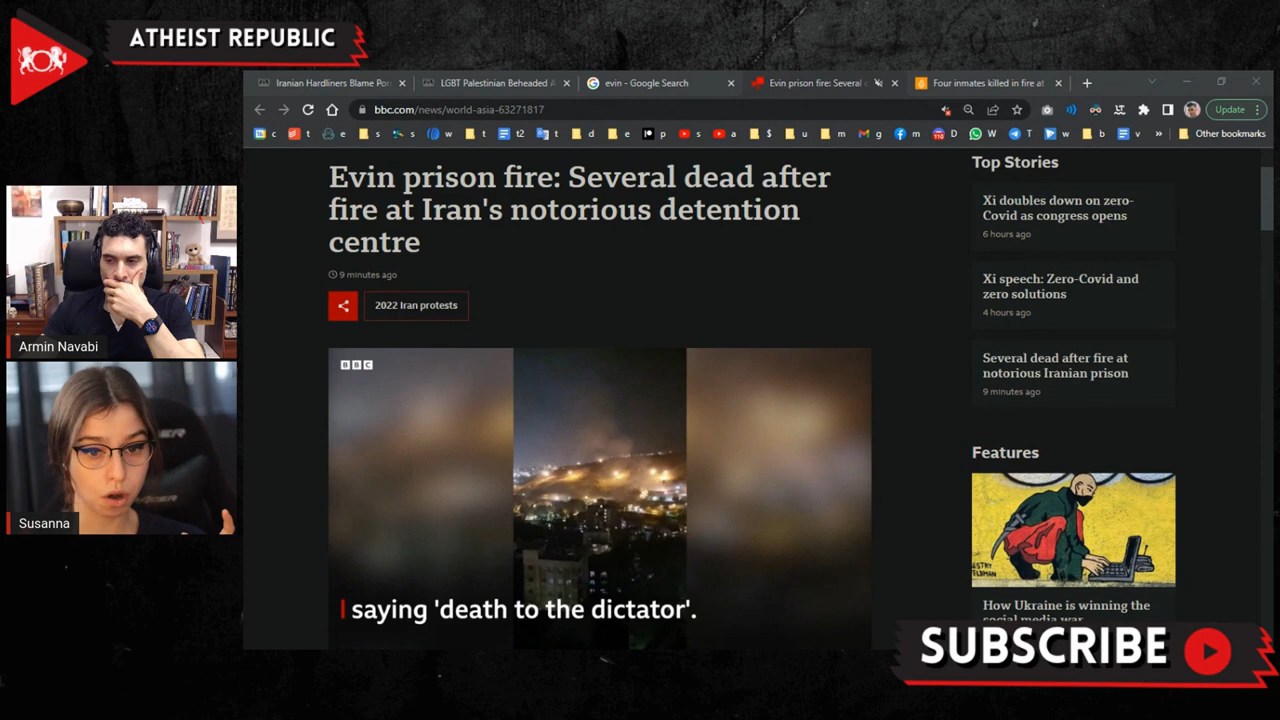 ATHEIST REPUBLIC
Iranian Hardliners Blame Por
LGBT Palestinian Beheaded A
evin - Google Search
Evin prison fire: Several d
Four inmates killed in fire at
bbc.com/news/world-asia-63271817
Update
c t e s s w t t2 t d e p s a $ u m g m D W T w b v » Other bookmarks
Evin prison fire: Several dead after
fire at Iran's notorious detention
centre
9 minutes ago
2022 Iran protests
BBC
saying 'death to the dictator'.
Top Stories
Xi doubles down on zero-
Covid as congress opens
6 hours ago
Xi speech: Zero-Covid and
zero solutions
4 hours ago
Several dead after fire at
notorious Iranian prison
9 minutes ago
Features
How Ukraine is winning the
social media war
Armin Navabi
Susanna
SUBSCRIBE